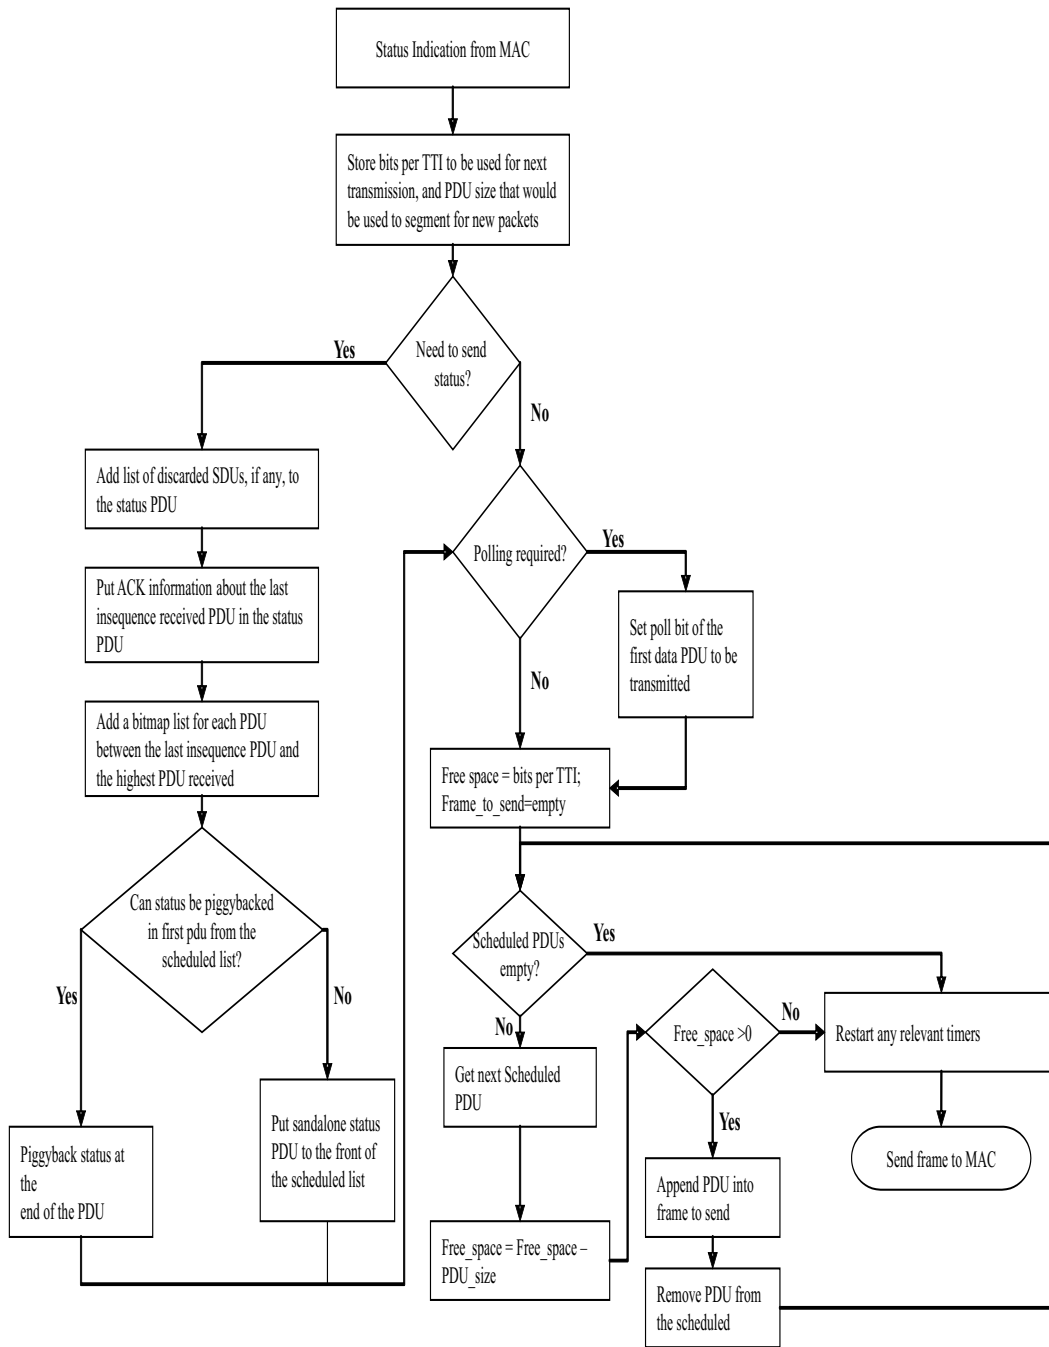 Status Indication from MAC
Store bits per TTI to be used for next
transmission, and PDU size that would
be used to segment for new packets
Need to send
status?
Yes
No
Add list of discarded SDUs, if any, to
the status PDU
Put ACK information about the last
insequence received PDU in the status
PDU
Add a bitmap list for each PDU
between the last insequence PDU and
the highest PDU received
Can status be piggybacked
in first pdu from the
scheduled list?
Yes
No
Piggyback status at
the
end of the PDU
Put sandalone status
PDU to the front of
the scheduled list
Polling required?
Yes
No
Set poll bit of the
first data PDU to be
transmitted
Free space = bits per TTI;
Frame_to_send=empty
Scheduled PDUs
empty?
Yes
No
Get next Scheduled
PDU
Free_space = Free_space –
PDU_size
Free_space >0
No
Yes
Append PDU into
frame to send
Remove PDU from
the scheduled
Restart any relevant timers
Send frame to MAC